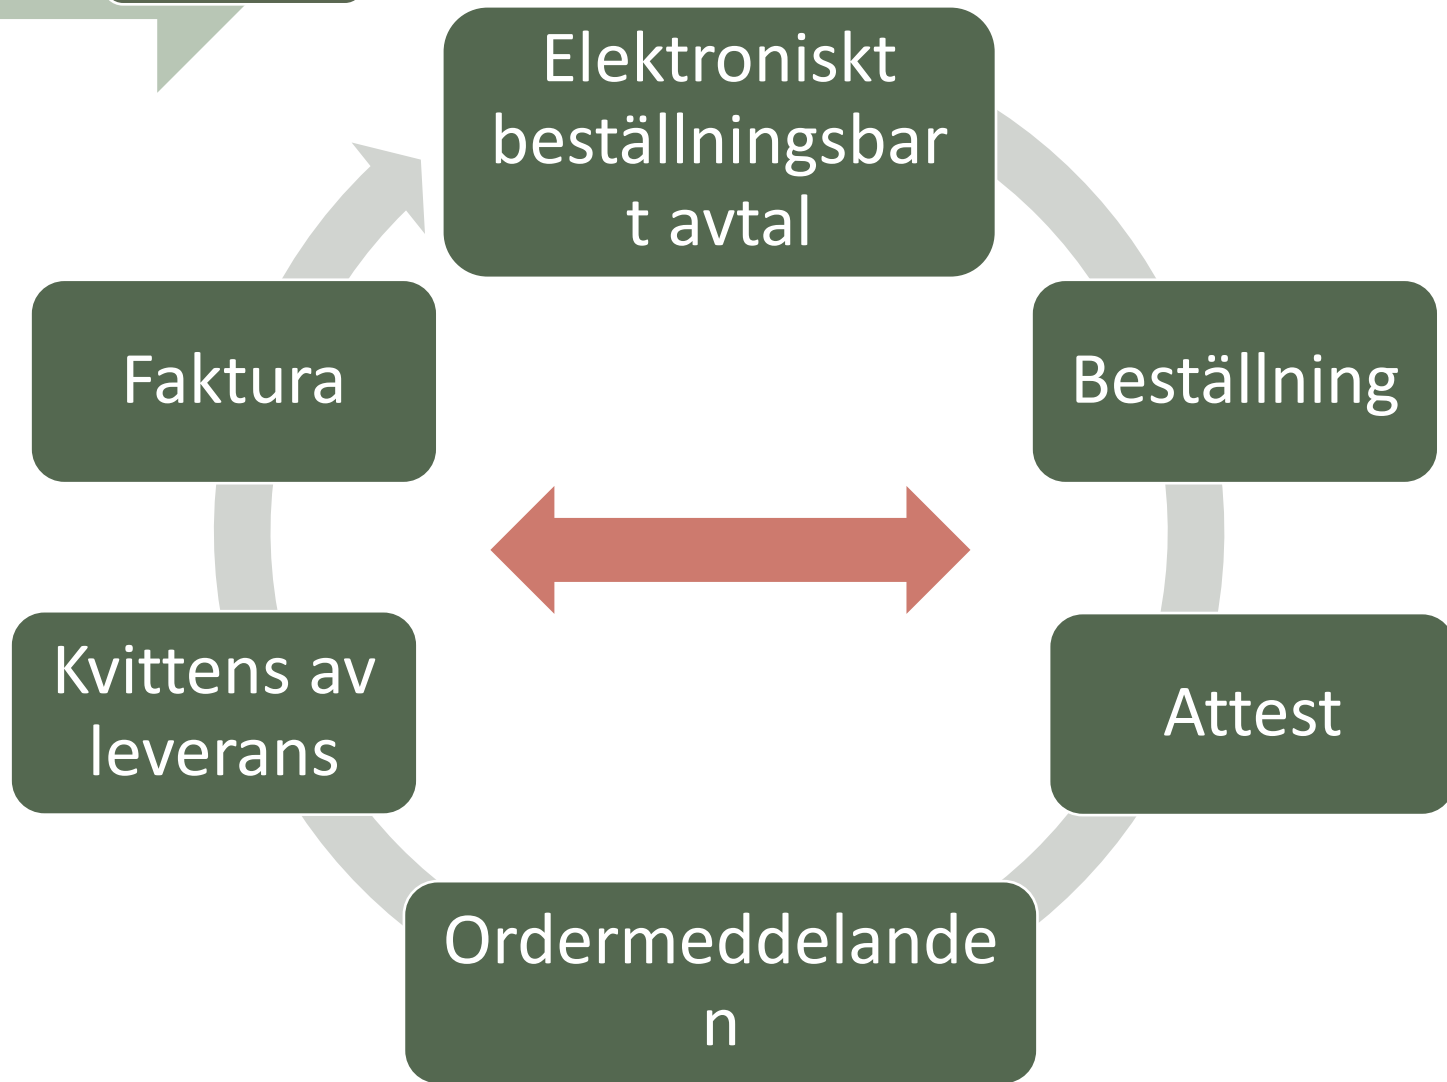 Elektroniskt
beställningsbar
t avtal
Beställning
Attest
Ordermeddelande
n
Kvittens av
leverans
Faktura